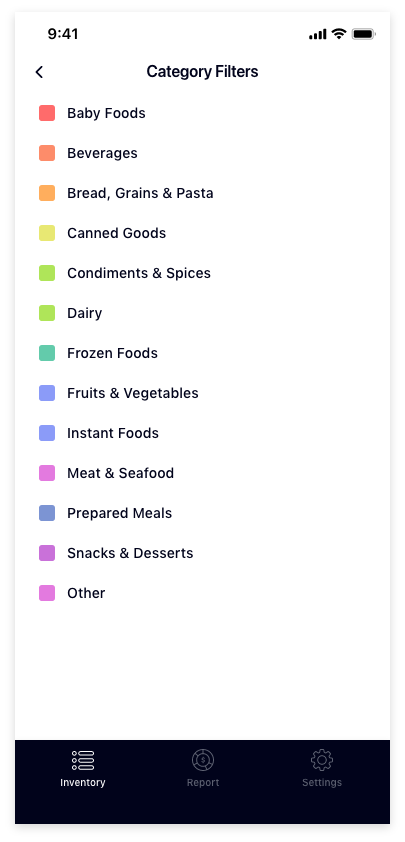 9:41
Category Filters
Baby Foods
Beverages
Bread, Grains & Pasta
Canned Goods
Condiments & Spices
Dairy
Frozen Foods
Fruits & Vegetables
Instant Foods
Meat & Seafood
Prepared Meals
Snacks & Desserts
Other
$
Inventory Report Settings